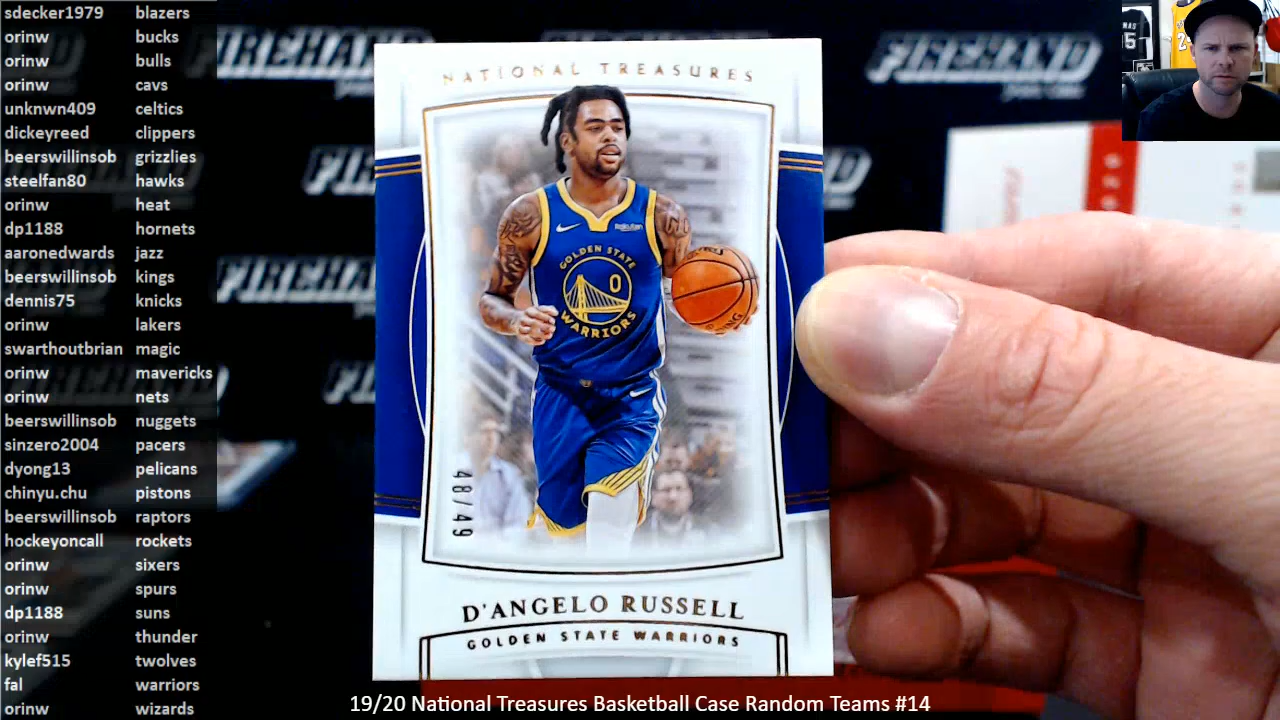 sdecker1979 blazers
orinw bucks
orinw bulls
orinw cavs
unknwn409 celtics
dickeyreed clippers
beerswillinsob grizzlies
steelfan80 hawks
orinw heat
dp1188 hornets
aaronedwards jazz
beerswillinsob kings
dennis75 knicks
orinw lakers
swarthoutbrian magic
orinw mavericks
orinw nets
beerswillinsob nuggets
sinzero2004 pacers
dyong13 pelicans
chinyu.chu pistons
beerswillinsob raptors
hockeyoncall rockets
orinw sixers
orinw spurs
dp1188 suns
orinw thunder
kylef515 twolves
fal warriors
orinw wizards
FIREHAND
FIREHAND
FIREHAND
NATIONAL TREASURES
Rakuten
GOLDEN STATE
0
WARRIORS
48/49
D'ANGELO RUSSELL
GOLDEN STATE WARRIORS
19/20 National Treasures Basketball Case Random Teams #14